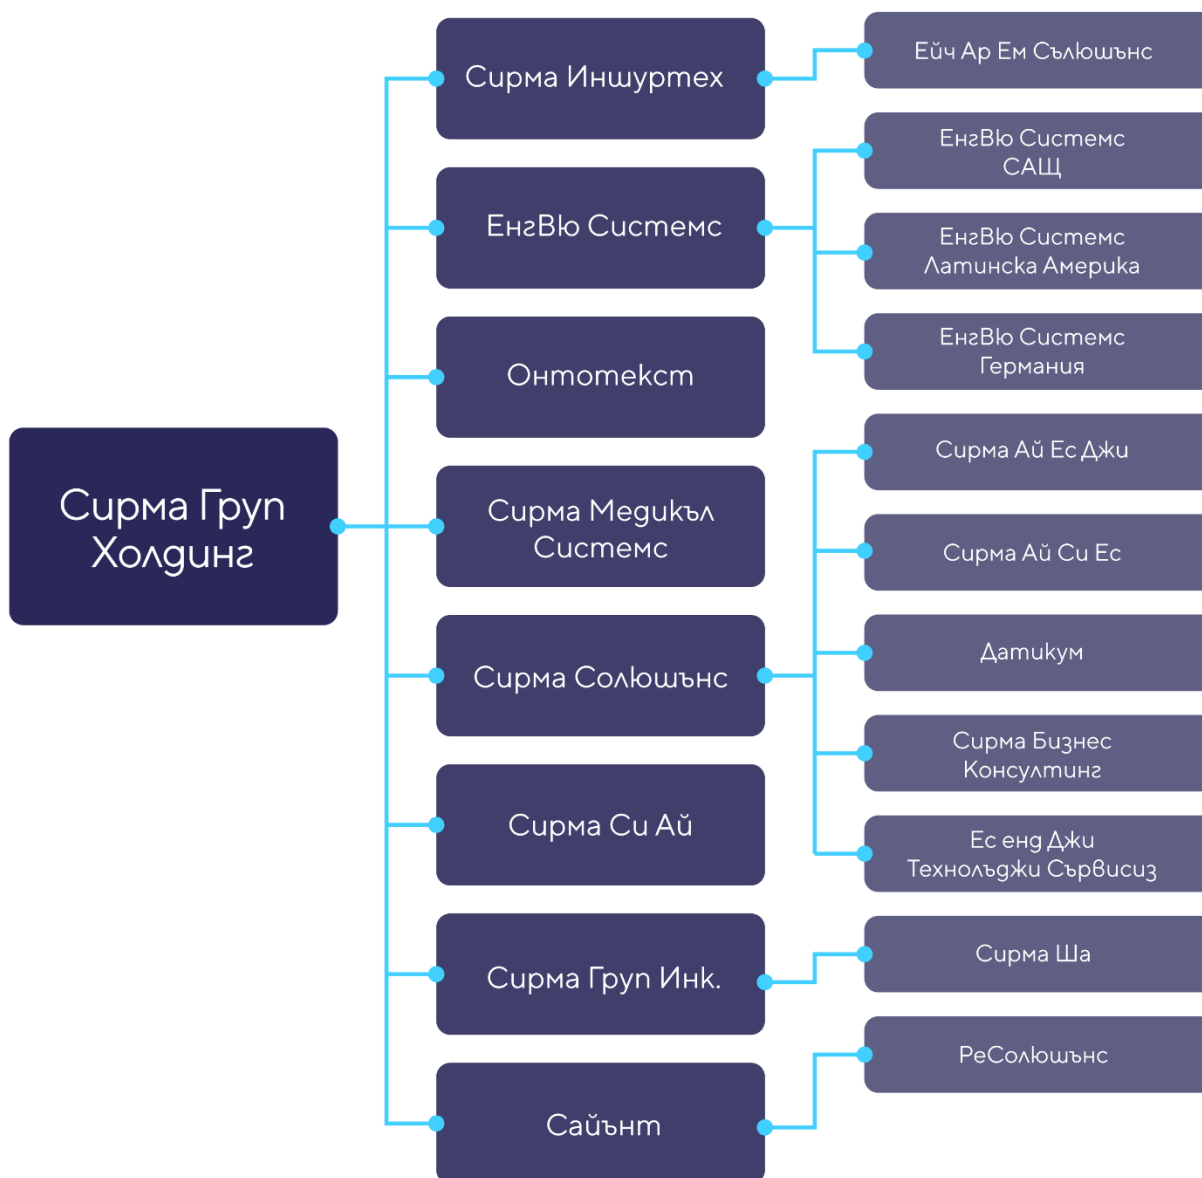 Сирма Груп
Холдинг
Сирма Иншуртех
ЕнгВю Системс
Онтотекст
Сирма Медикъл
Системс
Сирма Солюшънс
Сирма Си Ай
Сирма Груп Инк.
Сайънт
Ейч Ар Ем Сълюшънс
ЕнгВю Системс
САЩ
ЕнгВю Системс
Латинска Америка
ЕнгВю Системс
Германия
Сирма Ай Ес Джи
Сирма Ай Си Ес
Датикум
Сирма Бизнес
Консултинг
Ес енд Джи
Технолъджи Сървисиз
Сирма Ша
РеСолюшънс